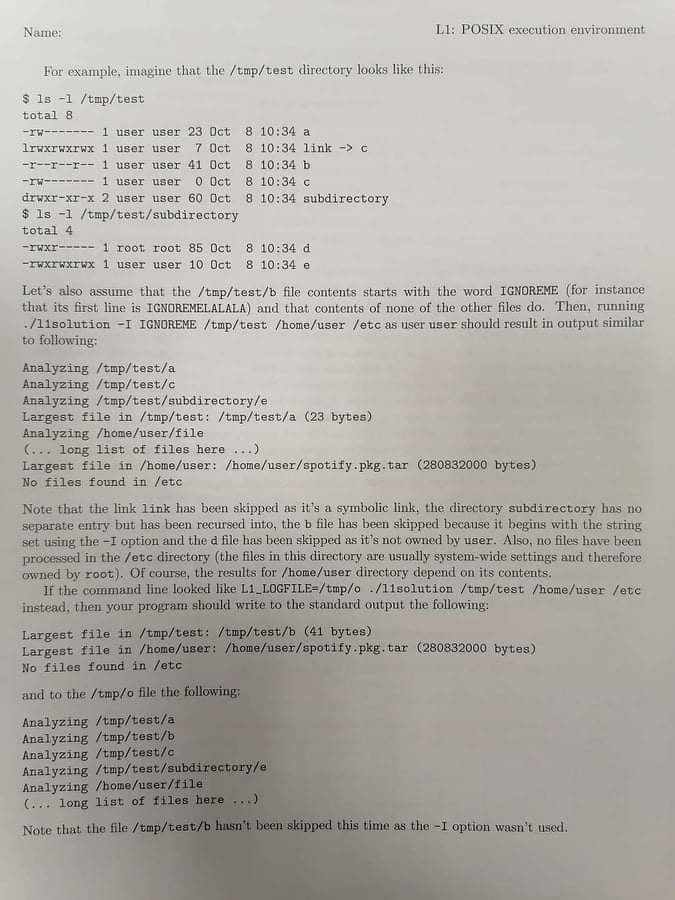 Name:
L1: POSIX execution environment
For example, imagine that the /tmp/test directory looks like this:
$ ls -l /tmp/test
total 8
-rw------- 1 user user 23 Oct  8 10:34 a
lrwxrwxrwx 1 user user  7 Oct  8 10:34 link -> c
-r--r--r-- 1 user user 41 Oct  8 10:34 b
-rw------- 1 user user  0 Oct  8 10:34 c
drwxr-xr-x 2 user user 60 Oct  8 10:34 subdirectory
$ ls -l /tmp/test/subdirectory
total 4
-rwxr----- 1 root root 85 Oct  8 10:34 d
-rwxrwxrwx 1 user user 10 Oct  8 10:34 e
Let's also assume that the /tmp/test/b file contents starts with the word IGNOREME (for instance
that its first line is IGNOREMELALALA) and that contents of none of the other files do. Then, running
./l1solution -I IGNOREME /tmp/test /home/user /etc as user user should result in output similar
to following:
Analyzing /tmp/test/a
Analyzing /tmp/test/c
Analyzing /tmp/test/subdirectory/e
Largest file in /tmp/test: /tmp/test/a (23 bytes)
Analyzing /home/user/file
(... long list of files here ...)
Largest file in /home/user: /home/user/spotify.pkg.tar (280832000 bytes)
No files found in /etc
Note that the link link has been skipped as it's a symbolic link, the directory subdirectory has no
separate entry but has been recursed into, the b file has been skipped because it begins with the string
set using the -I option and the d file has been skipped as it's not owned by user. Also, no files have been
processed in the /etc directory (the files in this directory are usually system-wide settings and therefore
owned by root). Of course, the results for /home/user directory depend on its contents.
If the command line looked like L1_LOGFILE=/tmp/o ./l1solution /tmp/test /home/user /etc
instead, then your program should write to the standard output the following:
Largest file in /tmp/test: /tmp/test/b (41 bytes)
Largest file in /home/user: /home/user/spotify.pkg.tar (280832000 bytes)
No files found in /etc
and to the /tmp/o file the following:
Analyzing /tmp/test/a
Analyzing /tmp/test/b
Analyzing /tmp/test/c
Analyzing /tmp/test/subdirectory/e
Analyzing /home/user/file
(... long list of files here ...)
Note that the file /tmp/test/b hasn't been skipped this time as the -I option wasn't used.